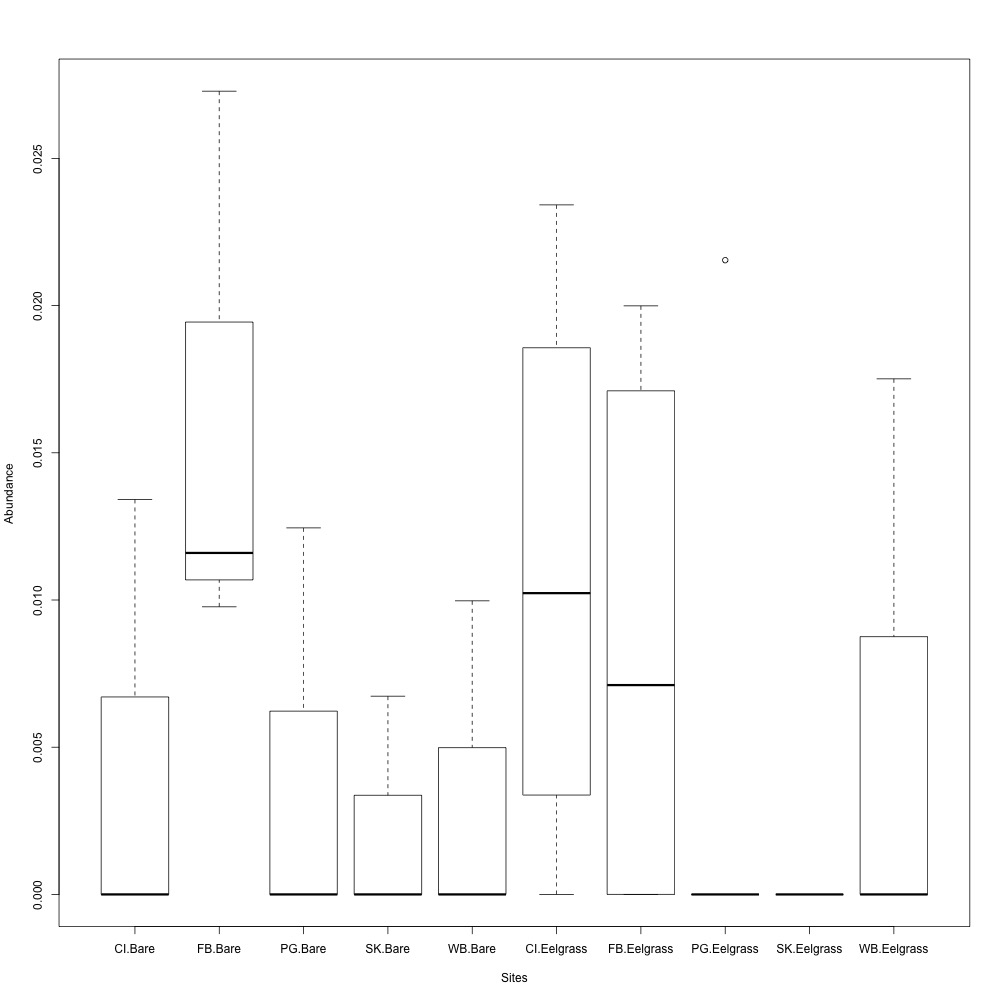 Abundance
0.025
0.020
0.015
0.010
0.005
0.000
CI.Bare FB.Bare PG.Bare SK.Bare WB.Bare CI.Eelgrass FB.Eelgrass PG.Eelgrass SK.Eelgrass WB.Eelgrass
Sites